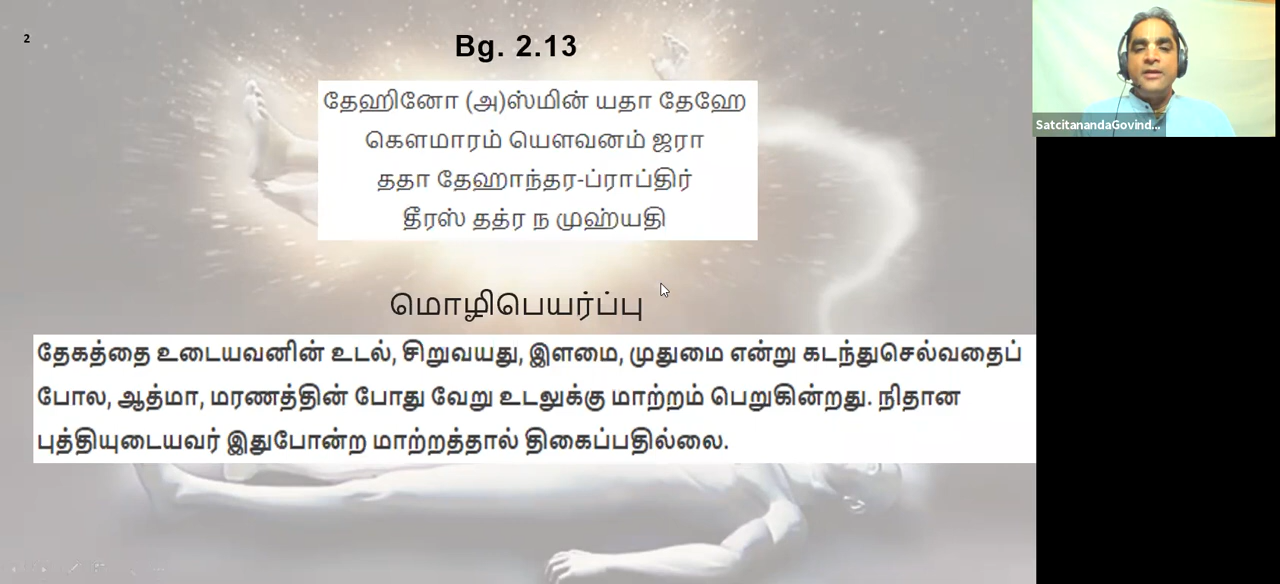 2
Bg. 2.13
தேஹினோ (அ)ஸ்மின் யதா தேஹே
கௌமாரம் யௌவனம் ஜரா
ததா தேஹாந்தர-ப்ராப்திர்
தீரஸ் தத்ர ந முஹ்யதி
மொழிபெயர்ப்பு
தேகத்தை உடையவனின் உடல், சிறுவயது, இளமை, முதுமை என்று கடந்துசெல்வதைப்
போல, ஆத்மா, மரணத்தின் போது வேறு உடலுக்கு மாற்றம் பெறுகின்றது. நிதான
புத்தியுடையவர் இதுபோன்ற மாற்றத்தால் திகைப்பதில்லை.
SatcitanandaGovind...